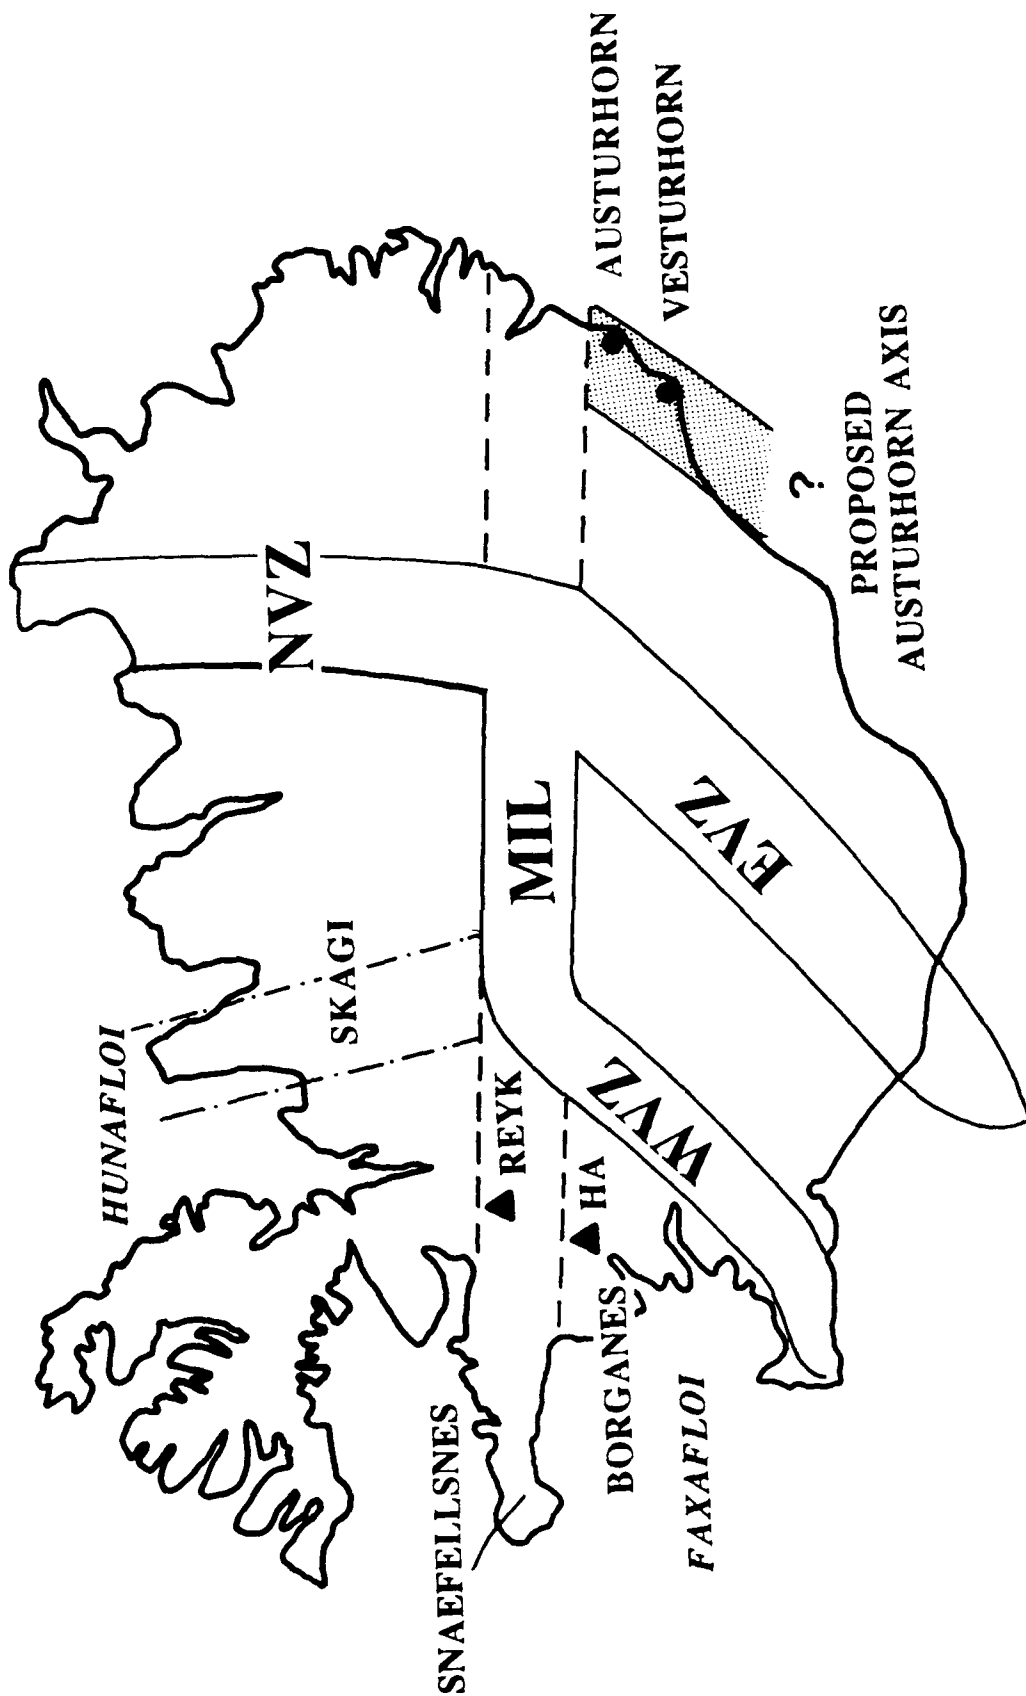 HUNAFLOI
SKAGI
NVZ
SNAEFELLSNES
REYK
MIL
HA
BORGANES
FAXAFLOI
WVZ
EVZ
AUSTURHORN
VESTURHORN
?
PROPOSED
AUSTURHORN AXIS